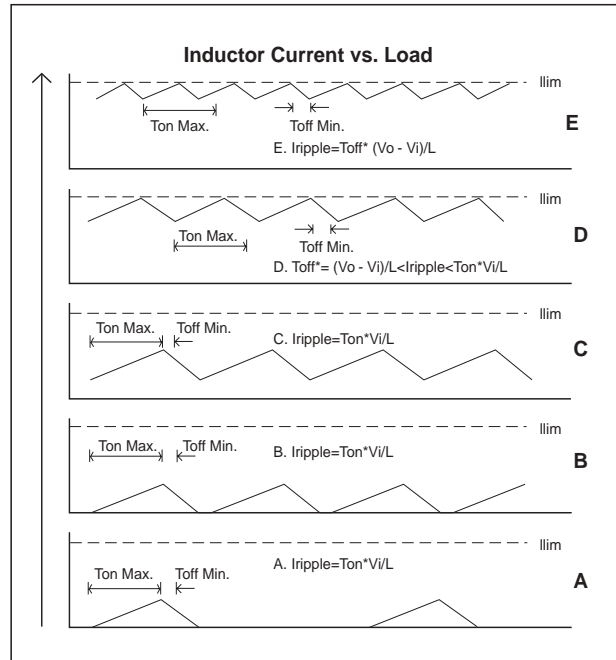 Inductor Current vs. Load
Ilim
Ton Max.
Toff Min.
E
E. Iripple=Toff* (Vo - Vi)/L
Ilim
Ton Max.
Toff Min.
D
D. Toff*= (Vo - Vi)/L<Iripple<Ton*Vi/L
Ilim
Ton Max. Toff Min.
C. Iripple=Ton*Vi/L
C
Ilim
Ton Max. Toff Min.
B. Iripple=Ton*Vi/L
B
Ilim
A. Iripple=Ton*Vi/L
Ton Max. Toff Min.
A